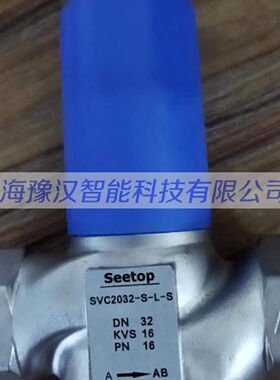 海豫汉智能科技有限公司
Seetop
SVC2032-S-L-S
DN 32
KVS 16
PN 16
A → AB